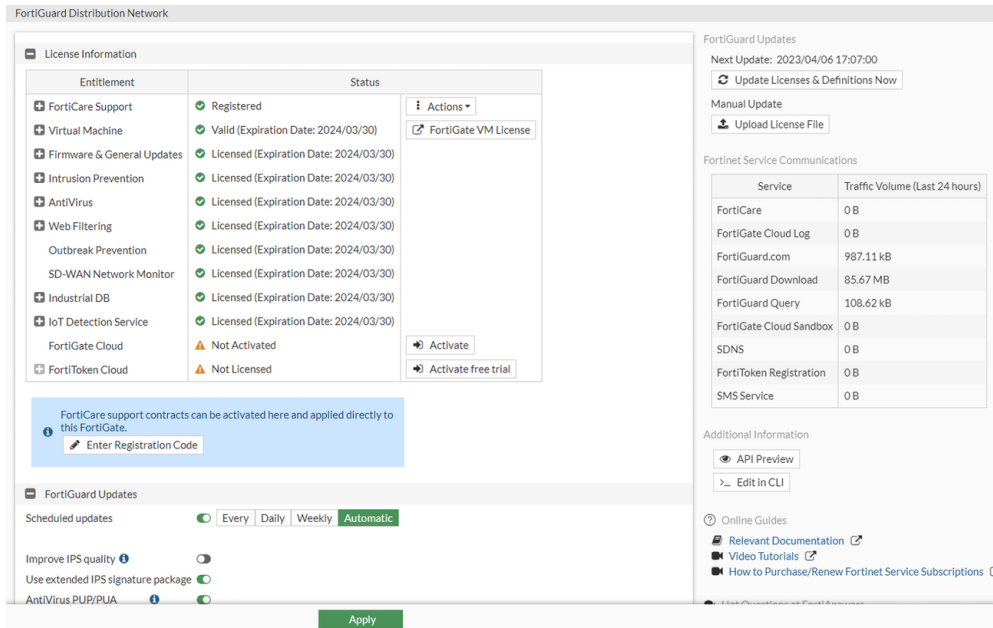 FortiGuard Distribution Network
License Information
Entitlement Status
FortiCare Support Registered Actions
Virtual Machine Valid (Expiration Date: 2024/03/30) FortiGate VM License
Firmware & General Updates Licensed (Expiration Date: 2024/03/30)
Intrusion Prevention Licensed (Expiration Date: 2024/03/30)
AntiVirus Licensed (Expiration Date: 2024/03/30)
Web Filtering Licensed (Expiration Date: 2024/03/30)
Outbreak Prevention Licensed (Expiration Date: 2024/03/30)
SD-WAN Network Monitor Licensed (Expiration Date: 2024/03/30)
Industrial DB Licensed (Expiration Date: 2024/03/30)
IoT Detection Service Licensed (Expiration Date: 2024/03/30)
FortiGate Cloud Not Activated Activate
FortiToken Cloud Not Licensed Activate free trial
FortiCare support contracts can be activated here and applied directly to
this FortiGate.
Enter Registration Code
FortiGuard Updates
Scheduled updates Every Daily Weekly Automatic
Improve IPS quality
Use extended IPS signature package
AntiVirus PUP/PUA
Apply
FortiGuard Updates
Next Update: 2023/04/06 17:07:00
Update Licenses & Definitions Now
Manual Update
Upload License File
Fortinet Service Communications
Service Traffic Volume (Last 24 hours)
FortiCare 0 B
FortiGate Cloud Log 0 B
FortiGuard.com 987.11 kB
FortiGuard Download 85.67 MB
FortiGuard Query 108.62 kB
FortiGate Cloud Sandbox 0 B
SDNS 0 B
FortiToken Registration 0 B
SMS Service 0 B
Additional Information
API Preview
>_ Edit in CLI
Online Guides
Relevant Documentation
Video Tutorials
How to Purchase/Renew Fortinet Service Subscriptions